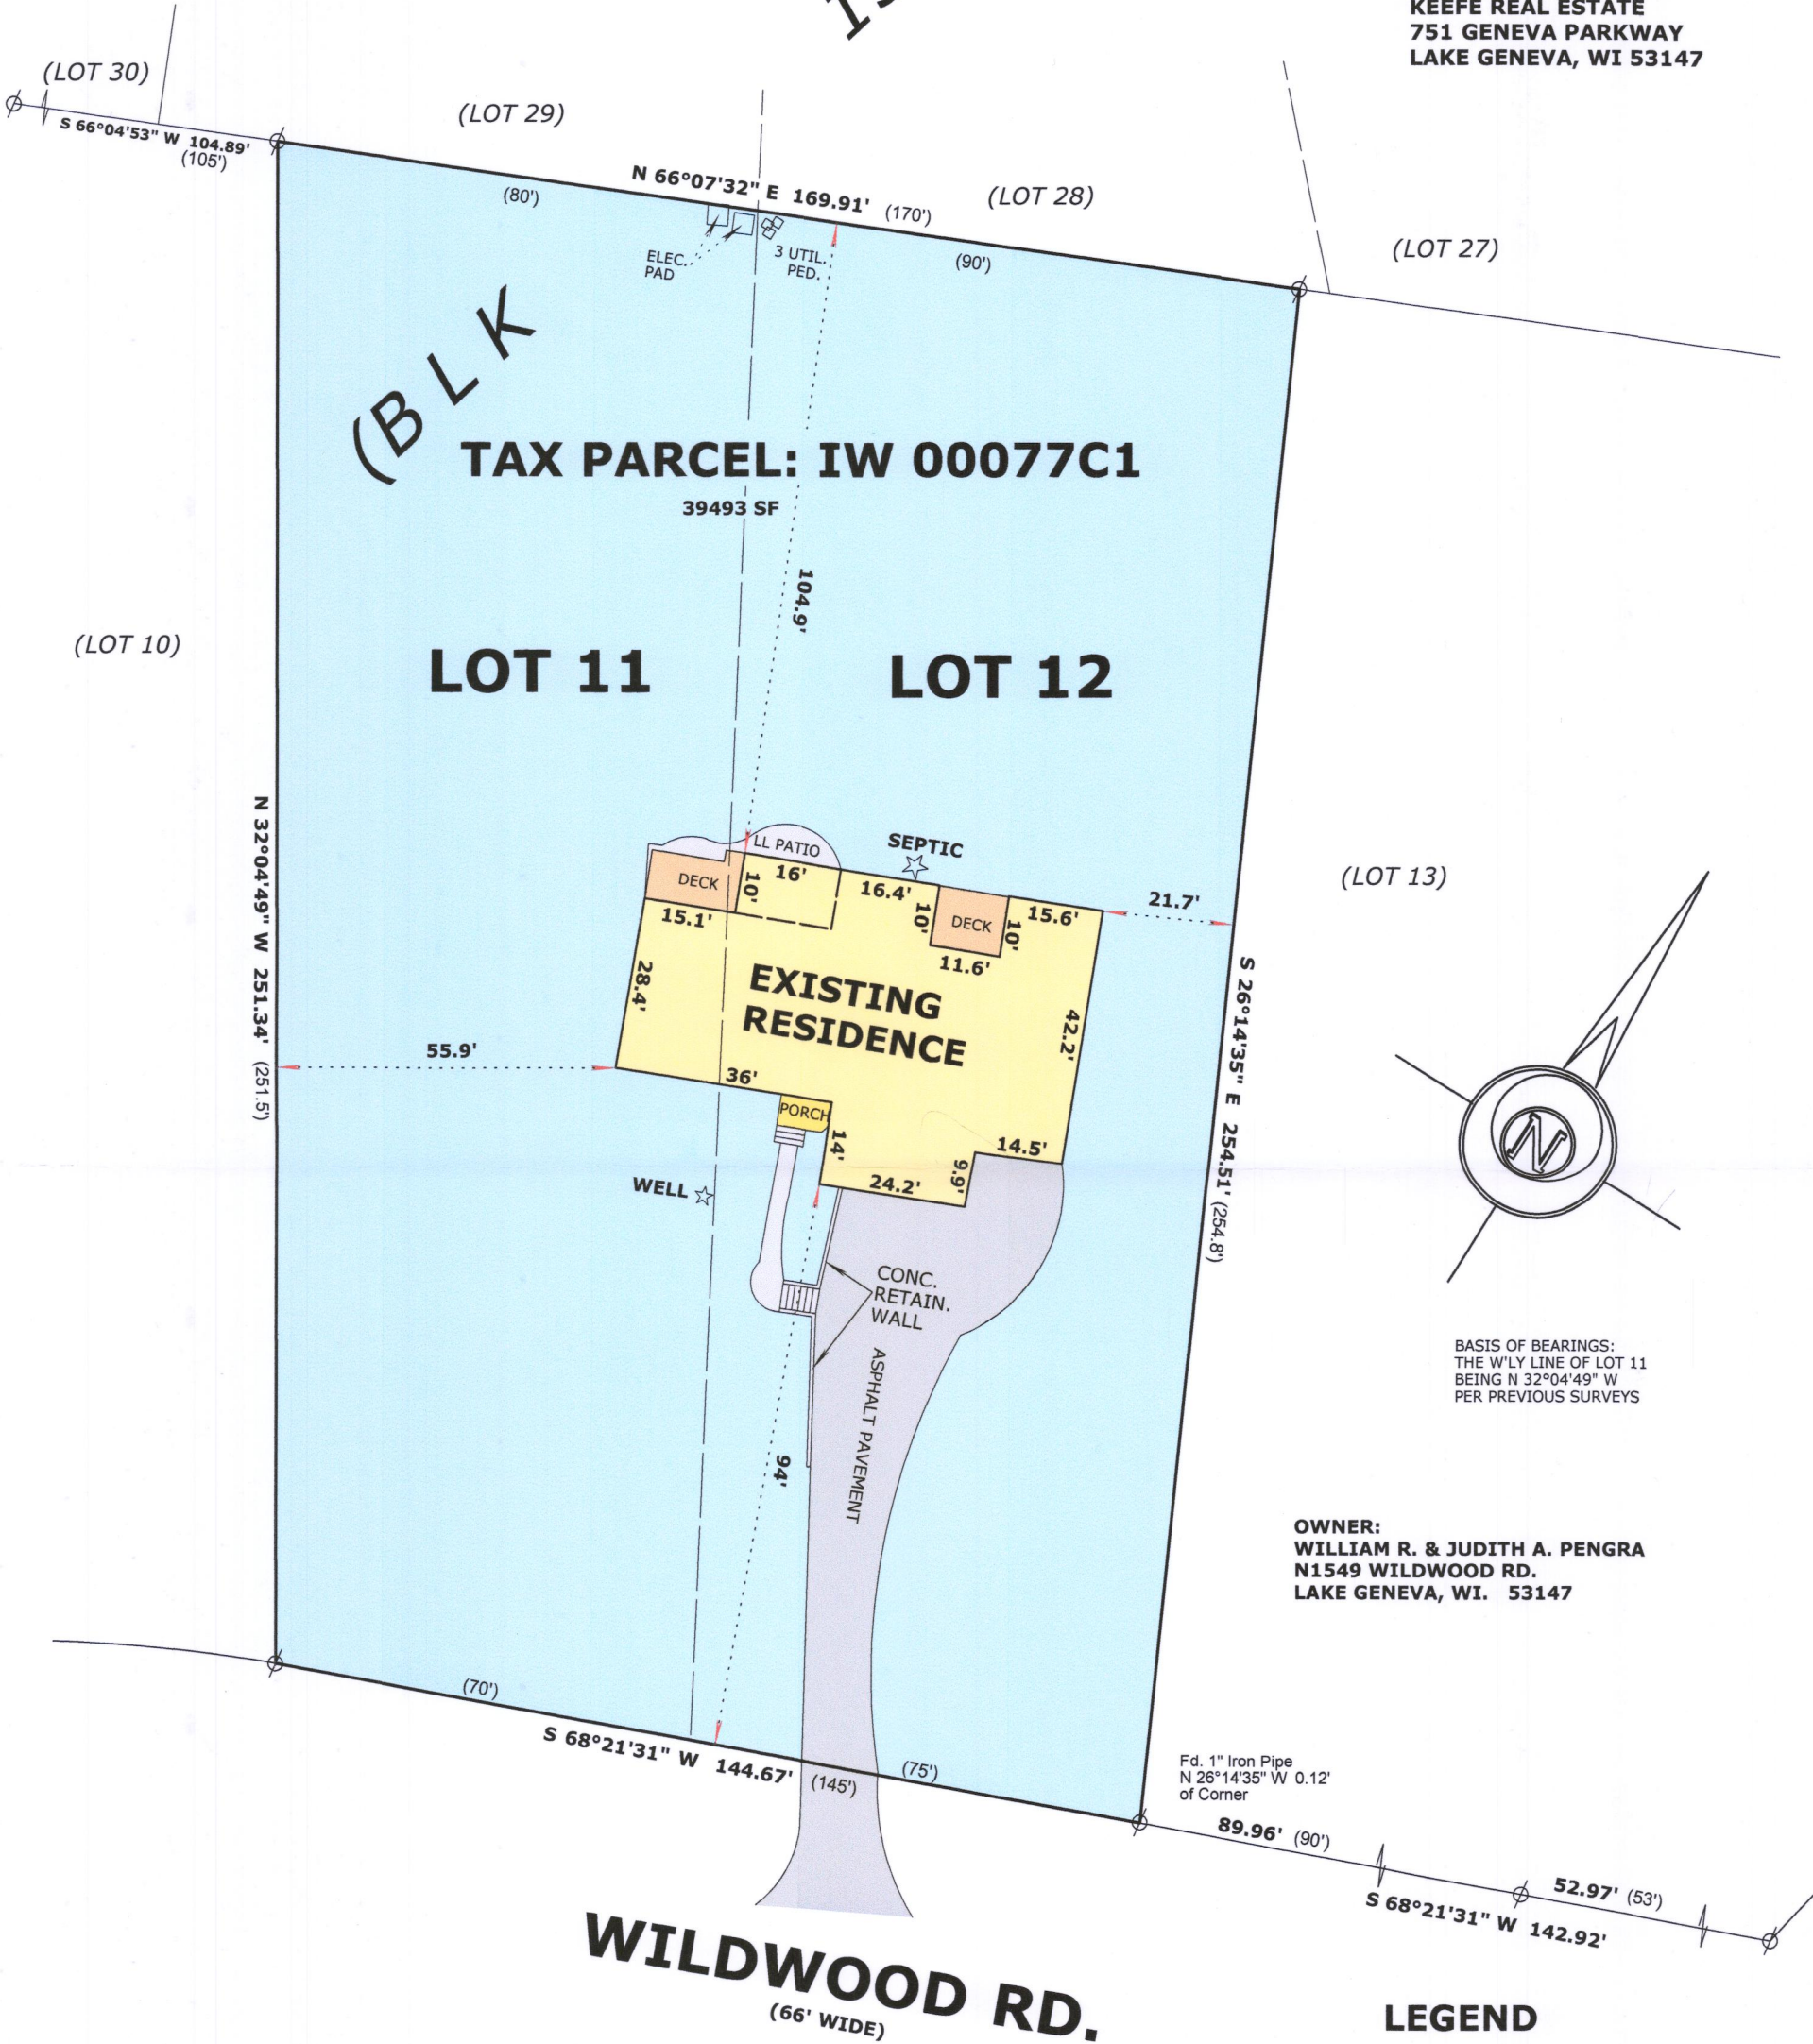 KEEFE REAL ESTATE
751 GENEVA PARKWAY
LAKE GENEVA, WI 53147
(LOT 30)
(LOT 29)
S 66°04'53" W 104.89'
(105')
N 66°07'32" E 169.91' (170')
(80')
(LOT 28)
(LOT 27)
(90')
ELEC.
PAD
3 UTIL.
PED.
(BLK
TAX PARCEL: IW 00077C1
39493 SF
104.9'
(LOT 10)
LOT 11
LOT 12
N 32°04'49" W 251.34' (251.5')
LL PATIO
SEPTIC
(LOT 13)
DECK
10'
16'
16.4'
10'
DECK
10'
15.6'
21.7'
15.1'
11.6'
28.4'
EXISTING
RESIDENCE
42.2'
S 26°14'35" E 254.51' (254.8')
55.9'
36'
PORCH
14'
14.5'
9.9'
24.2'
WELL
N
CONC.
RETAIN.
WALL
ASPHALT PAVEMENT
BASIS OF BEARINGS:
THE W'LY LINE OF LOT 11
BEING N 32°04'49" W
PER PREVIOUS SURVEYS
94'
OWNER:
WILLIAM R. & JUDITH A. PENGRA
N1549 WILDWOOD RD.
LAKE GENEVA, WI. 53147
(70')
S 68°21'31" W 144.67' (145')
(75')
Fd. 1" Iron Pipe
N 26°14'35" W 0.12'
of Corner
89.96' (90')
52.97' (53')
S 68°21'31" W 142.92'
WILDWOOD RD.
(66' WIDE)
LEGEND